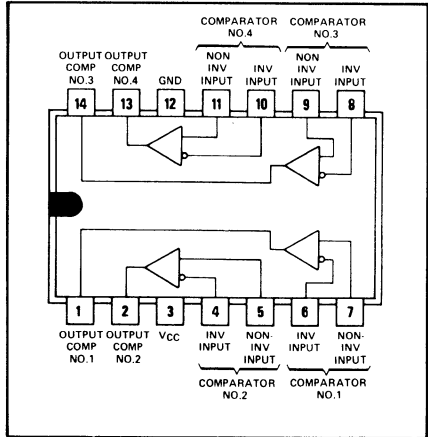 COMPARATOR
NO.4
COMPARATOR
NO.3
OUTPUT
COMP
NO.3
OUTPUT
COMP
NO.4
GND
NON
INV
INPUT
INV
INPUT
NON
INV
INPUT
INV
INPUT
14 13 12 11 10 9 8
1 2 3 4 5 6 7
OUTPUT
COMP
NO.1
OUTPUT
COMP
NO.2
VCC
INV
INPUT
NON-
INV
INPUT
INV
INPUT
NON-
INV
INPUT
COMPARATOR
NO.2
COMPARATOR
NO.1